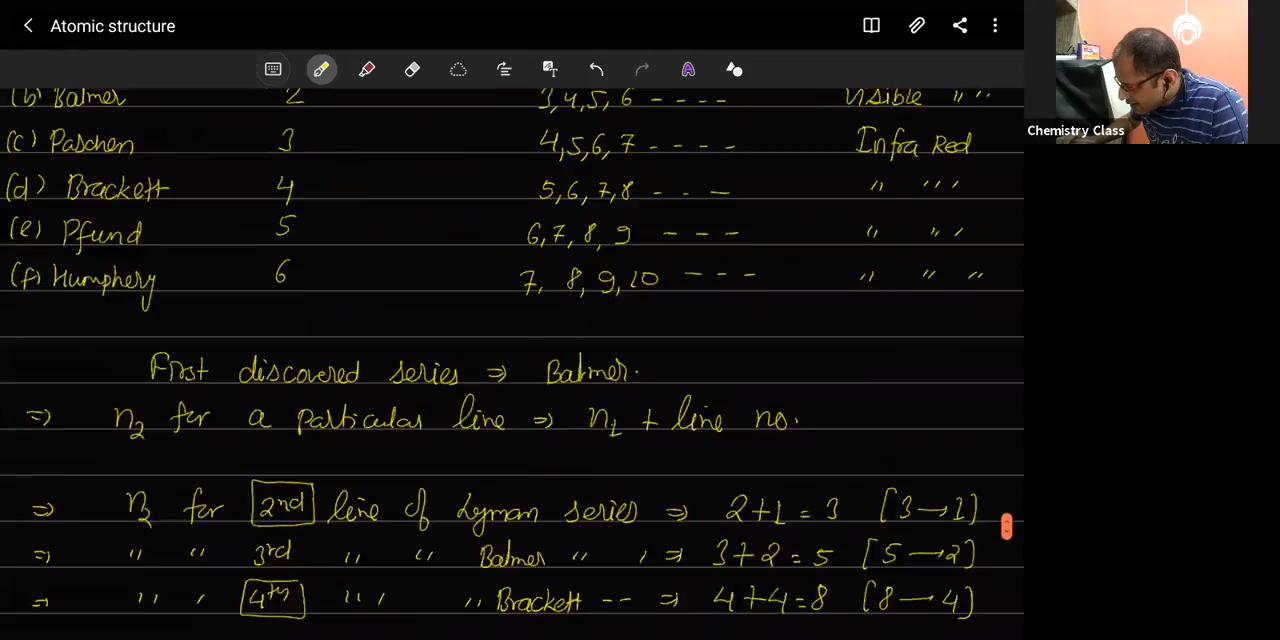 Atomic structure
Chemistry Class
(b) Balmer 2 3,4,5,6 ---- Visible " "
(c) Paschen 3 4,5,6,7 ---- Infra Red
(d) Brackett 4 5,6,7,8 --- " "
(e) Pfund 5 6,7,8,9 --- " "
(f) Humphery 6 7,8,9,10 --- " " "
First discovered series ⇒ Balmer.
⇒ n₂ for a particular line ⇒ n₁ + line no.
⇒ n₂ for 2nd line of Lyman series ⇒ 2+1=3 [3→1]
⇒ " " 3rd " " Balmer " , ⇒ 3+2=5 [5→2]
⇒ " , 4th " , " Brackett -- ⇒ 4+4=8 [8→4]